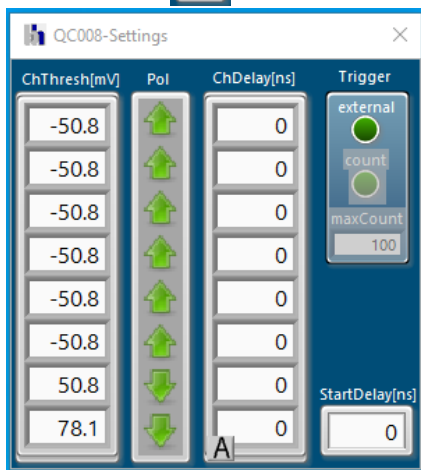 QC008-Settings
ChThresh[mV] Pol ChDelay[ns] Trigger
external
-50.8 0
count
-50.8 0
-50.8 0
maxCount
100
-50.8 0
-50.8 0
-50.8 0
50.8 0
StartDelay[ns]
78.1 0
A
0